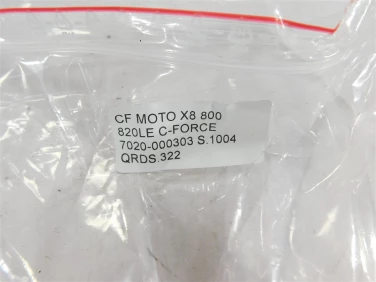 CF MOTO X8 800
820LE C-FORCE
7020-000303 S.1004
QRDS.322